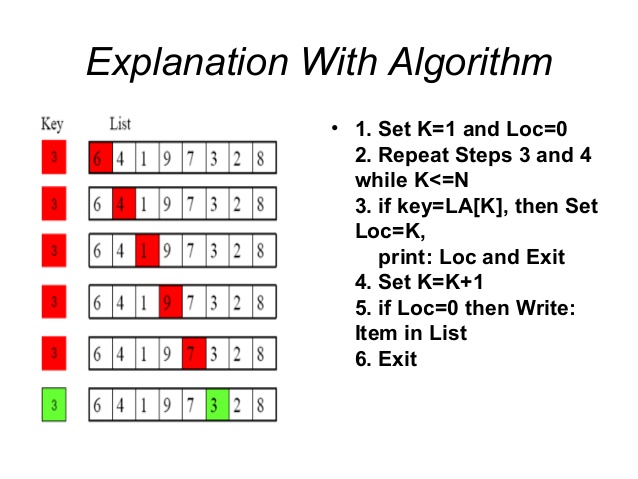 Explanation With Algorithm
Key List
3 6 4 1 9 7 3 2 8
3 6 4 1 9 7 3 2 8
3 6 4 1 9 7 3 2 8
3 6 4 1 9 7 3 2 8
3 6 4 1 9 7 3 2 8
3 6 4 1 9 7 3 2 8
• 1. Set K=1 and Loc=0
2. Repeat Steps 3 and 4
while K<=N
3. if key=LA[K], then Set
Loc=K,
print: Loc and Exit
4. Set K=K+1
5. if Loc=0 then Write:
Item in List
6. Exit